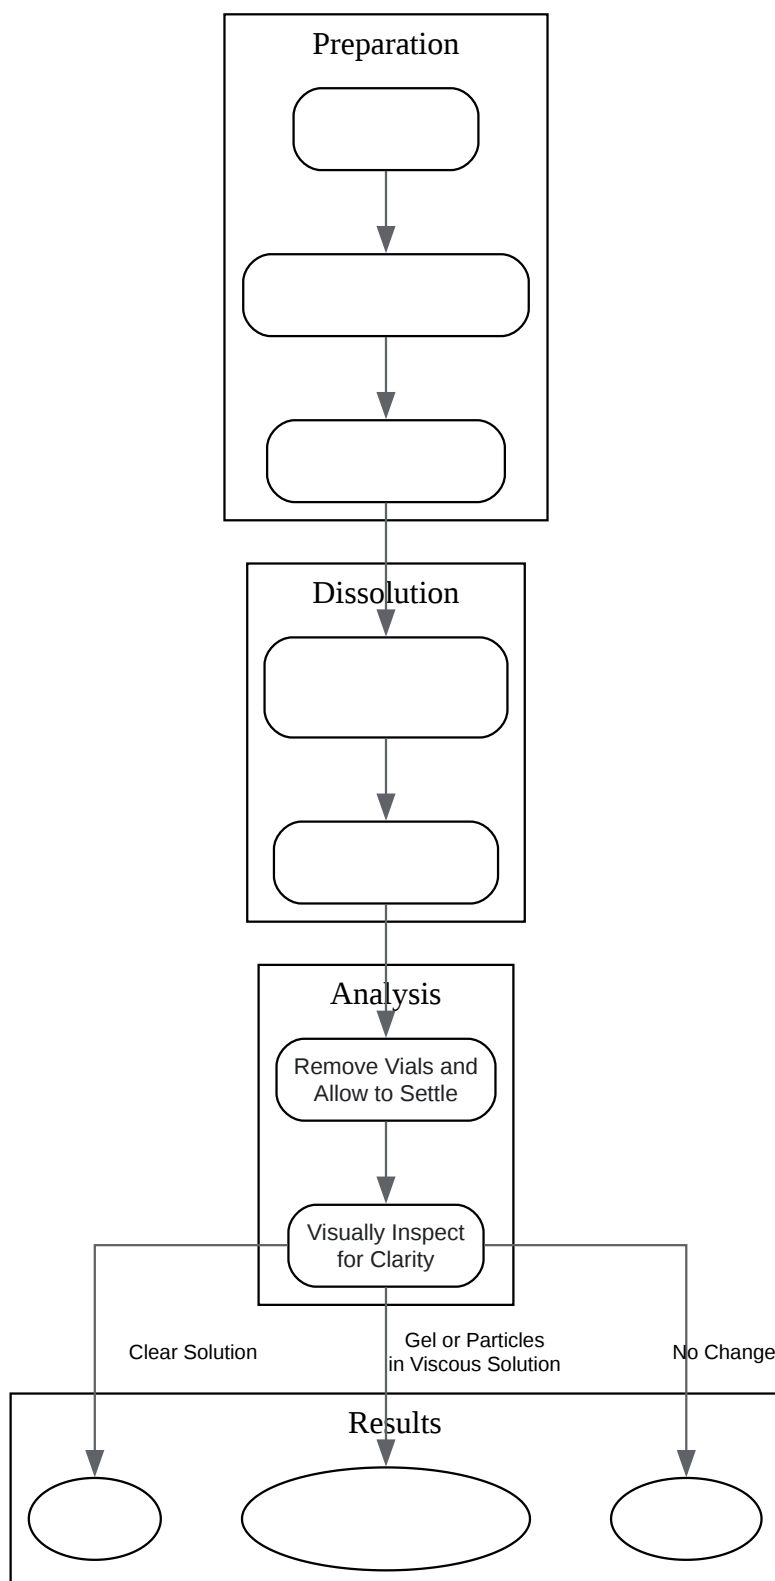 Preparation
Dissolution
Analysis
Remove Vials and
Allow to Settle
Visually Inspect
for Clarity
Clear Solution
Gel or Particles
in Viscous Solution
No Change
Results